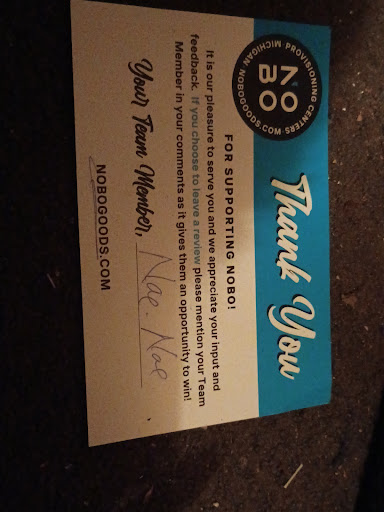 MICHIGAN PROVISIONING CENTERS
NOBOGOODS.COM
NO
BO
Thank You
FOR SUPPORTING NOBO!
It is our pleasure to serve you and we appreciate your input and
feedback. If you choose to leave a review please mention your Team
Member in your comments as it gives them an opportunity to win!
Your Team Member, Nae. Nae
NOBOGOODS.COM